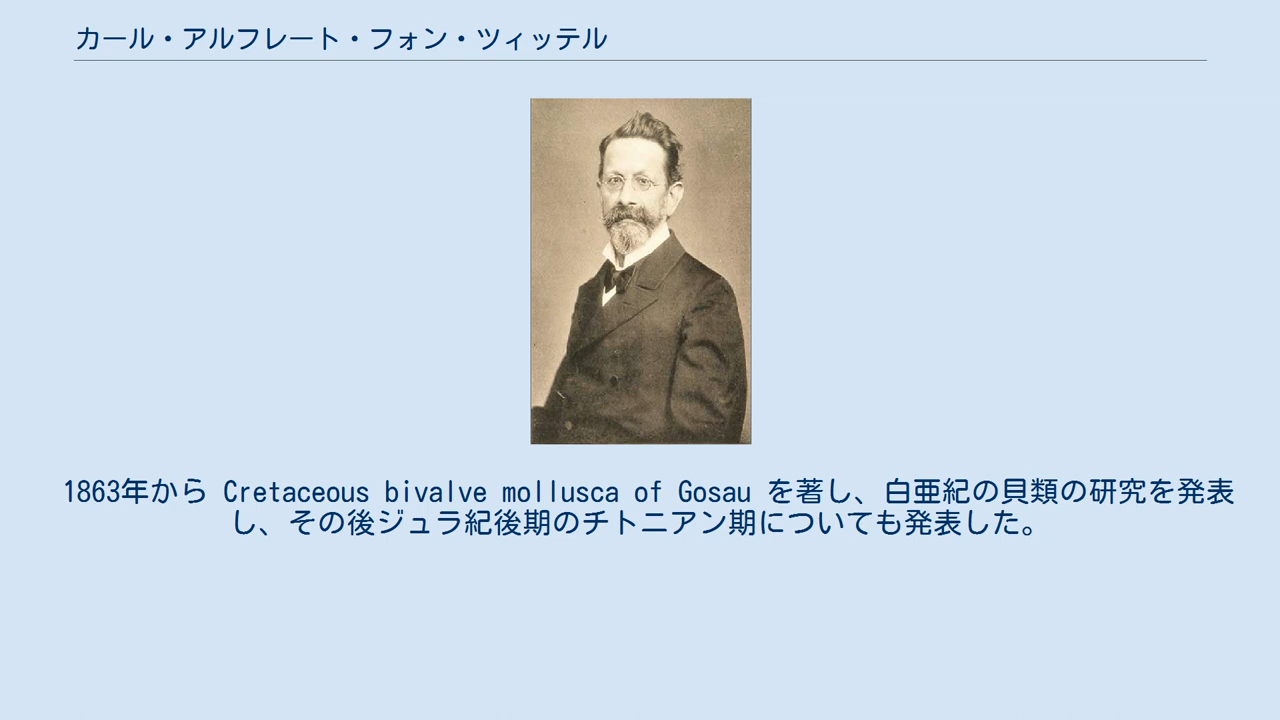 カール・アルフレート・フォン・ツィッテル
1863年から Cretaceous bivalve mollusca of Gosau を著し、白亜紀の貝類の研究を発表
し、その後ジュラ紀後期のチトニアン期についても発表した。